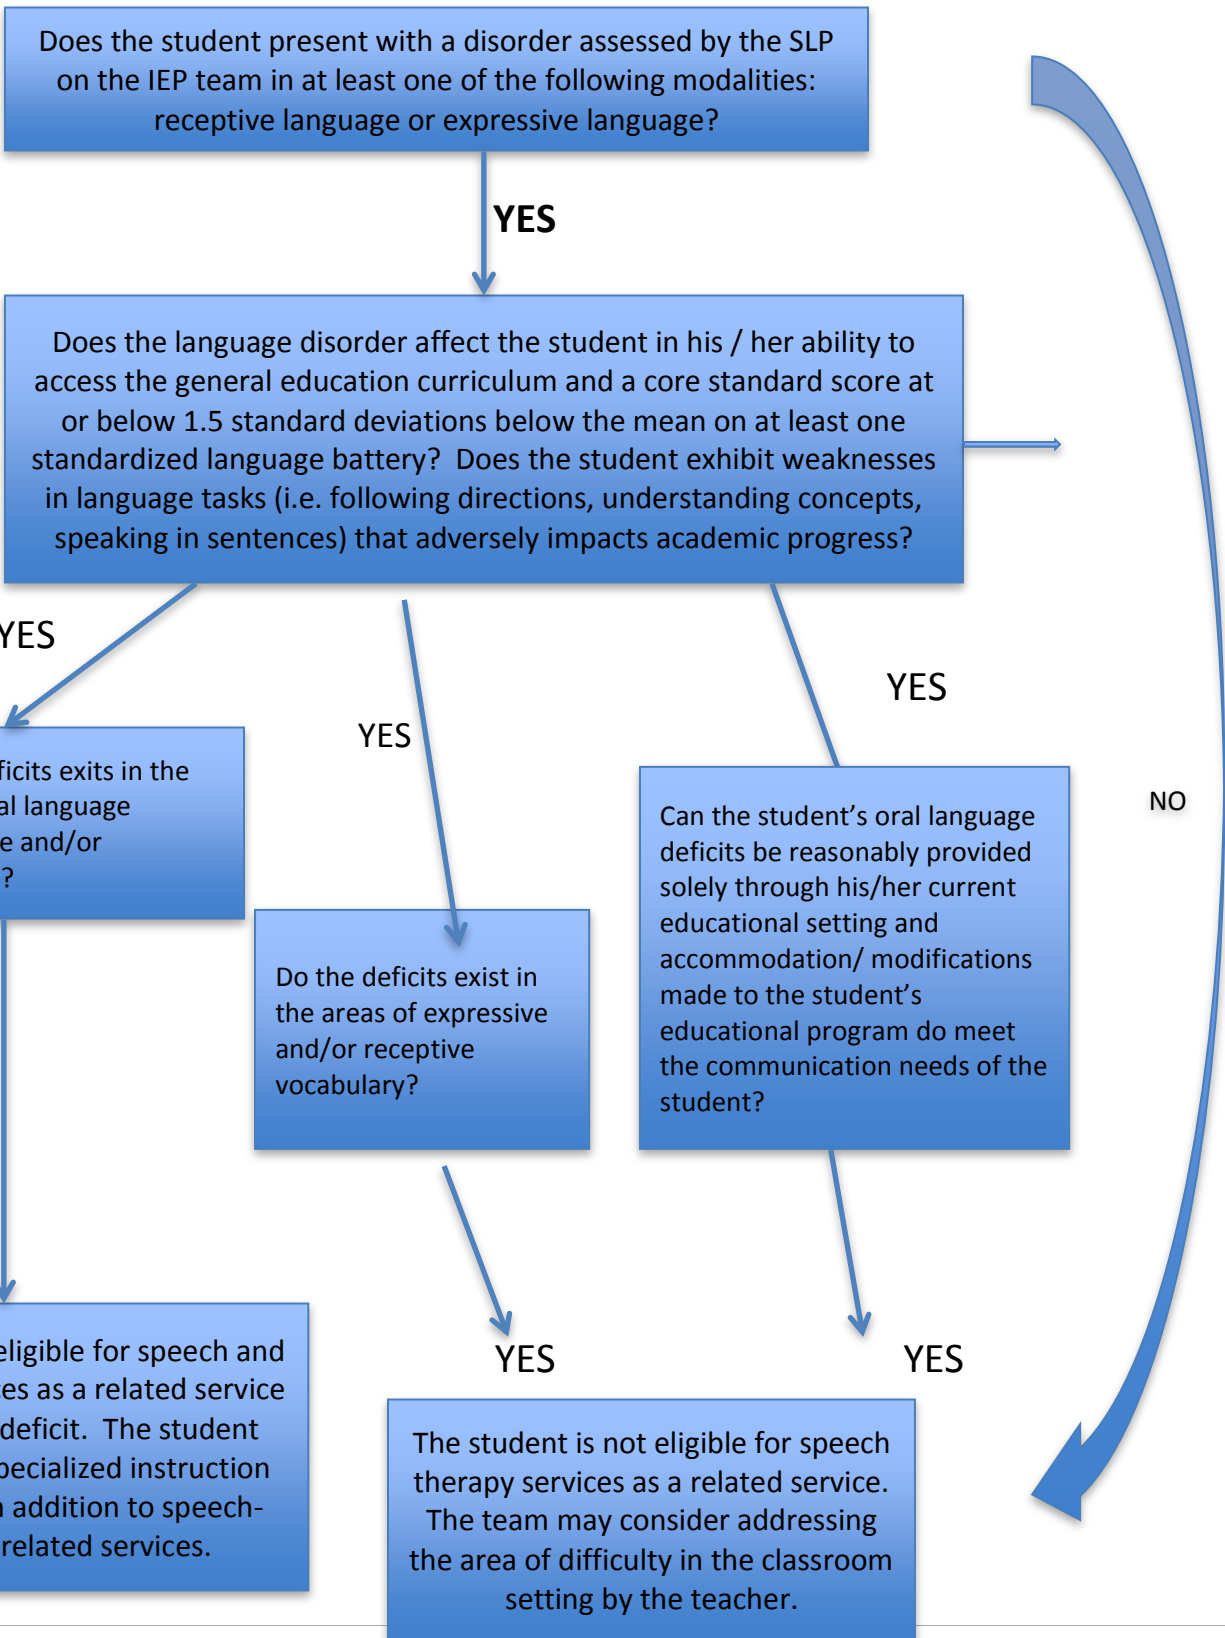 Does the student present with a disorder assessed by the SLP
on the IEP team in at least one of the following modalities:
receptive language or expressive language?
YES
Does the language disorder affect the student in his / her ability to
access the general education curriculum and a core standard score at
or below 1.5 standard deviations below the mean on at least one
standardized language battery? Does the student exhibit weaknesses
in language tasks (i.e. following directions, understanding concepts,
speaking in sentences) that adversely impacts academic progress?
YES
YES
YES
NO
exits in the
language
and/or
?
Do the deficits exist in
the areas of expressive
and/or receptive
vocabulary?
Can the student’s oral language
deficits be reasonably provided
solely through his/her current
educational setting and
accommodation/ modifications
made to the student’s
educational program do meet
the communication needs of the
student?
YES
YES
eligible for speech and
as a related service
deficit. The student
specialized instruction
addition to speech-
related services.
The student is not eligible for speech
therapy services as a related service.
The team may consider addressing
the area of difficulty in the classroom
setting by the teacher.